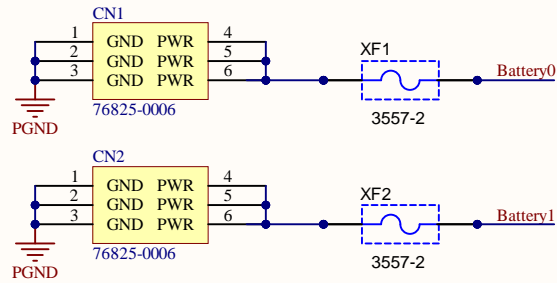 CN1
1 GND PWR 4
2 GND PWR 5
3 GND PWR 6
76825-0006
PGND
XF1
3557-2
Battery0
CN2
1 GND PWR 4
2 GND PWR 5
3 GND PWR 6
76825-0006
PGND
XF2
3557-2
Battery1